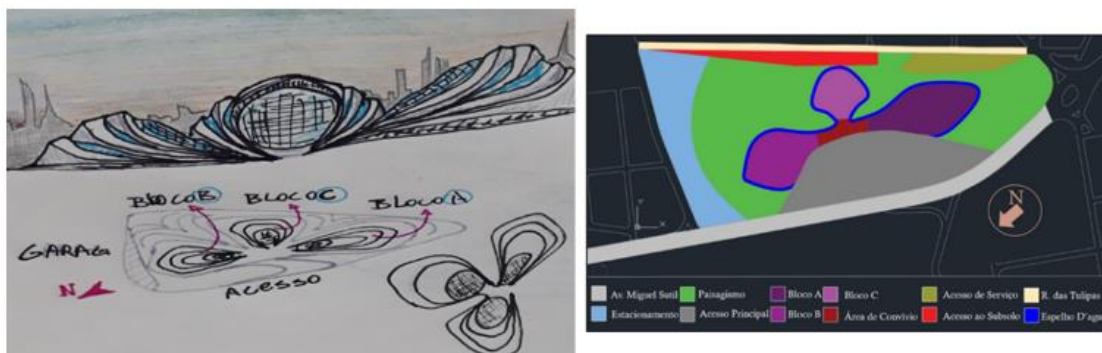 BLOCO B
BLOCO C
BLOCO A
GARAGE
N
ACESSO
N
Y
X
Av. Miguel Sutil
Paisagismo
Bloco A
Bloco C
Acesso de Serviço
R. das Tulipas
Estacionamento
Acesso Principal
Bloco B
Área de Convívio
Acesso ao Subsolo
Espelho D'agua